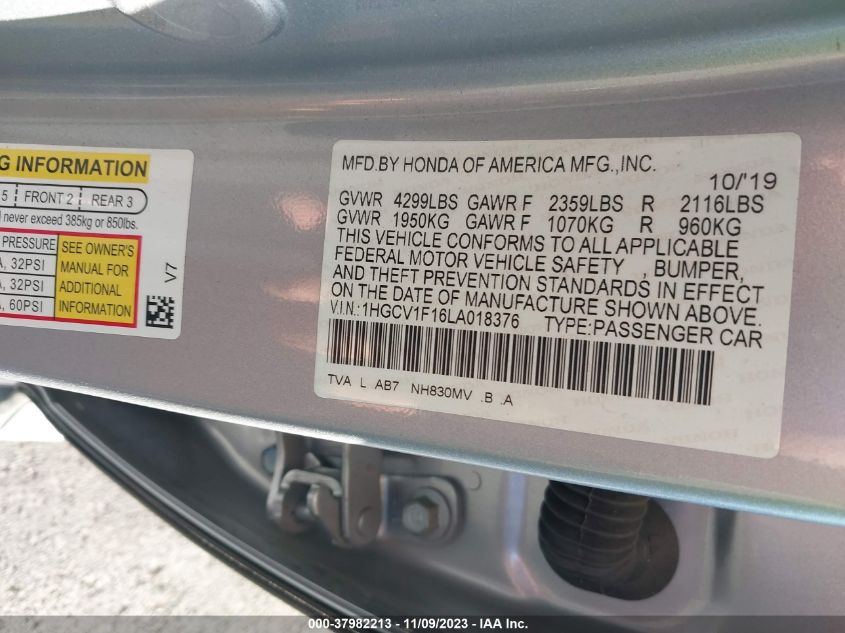 G INFORMATION
5 FRONT 2 REAR 3
never exceed 385kg or 850lbs.
PRESSURE SEE OWNER'S
, 32PSI MANUAL FOR
, 32PSI ADDITIONAL
, 60PSI INFORMATION
V7
MFD.BY HONDA OF AMERICA MFG.,INC.
10/'19
GVWR 4299LBS GAWR F 2359LBS R 2116LBS
GVWR 1950KG GAWR F 1070KG R 960KG
THIS VEHICLE CONFORMS TO ALL APPLICABLE
FEDERAL MOTOR VEHICLE SAFETY , BUMPER,
AND THEFT PREVENTION STANDARDS IN EFFECT
ON THE DATE OF MANUFACTURE SHOWN ABOVE.
V.I.N.:1HGCV1F16LA018376 TYPE:PASSENGER CAR
TVA L AB7 NH830MV .B .A
000-37982213 - 11/09/2023 - IAA Inc.